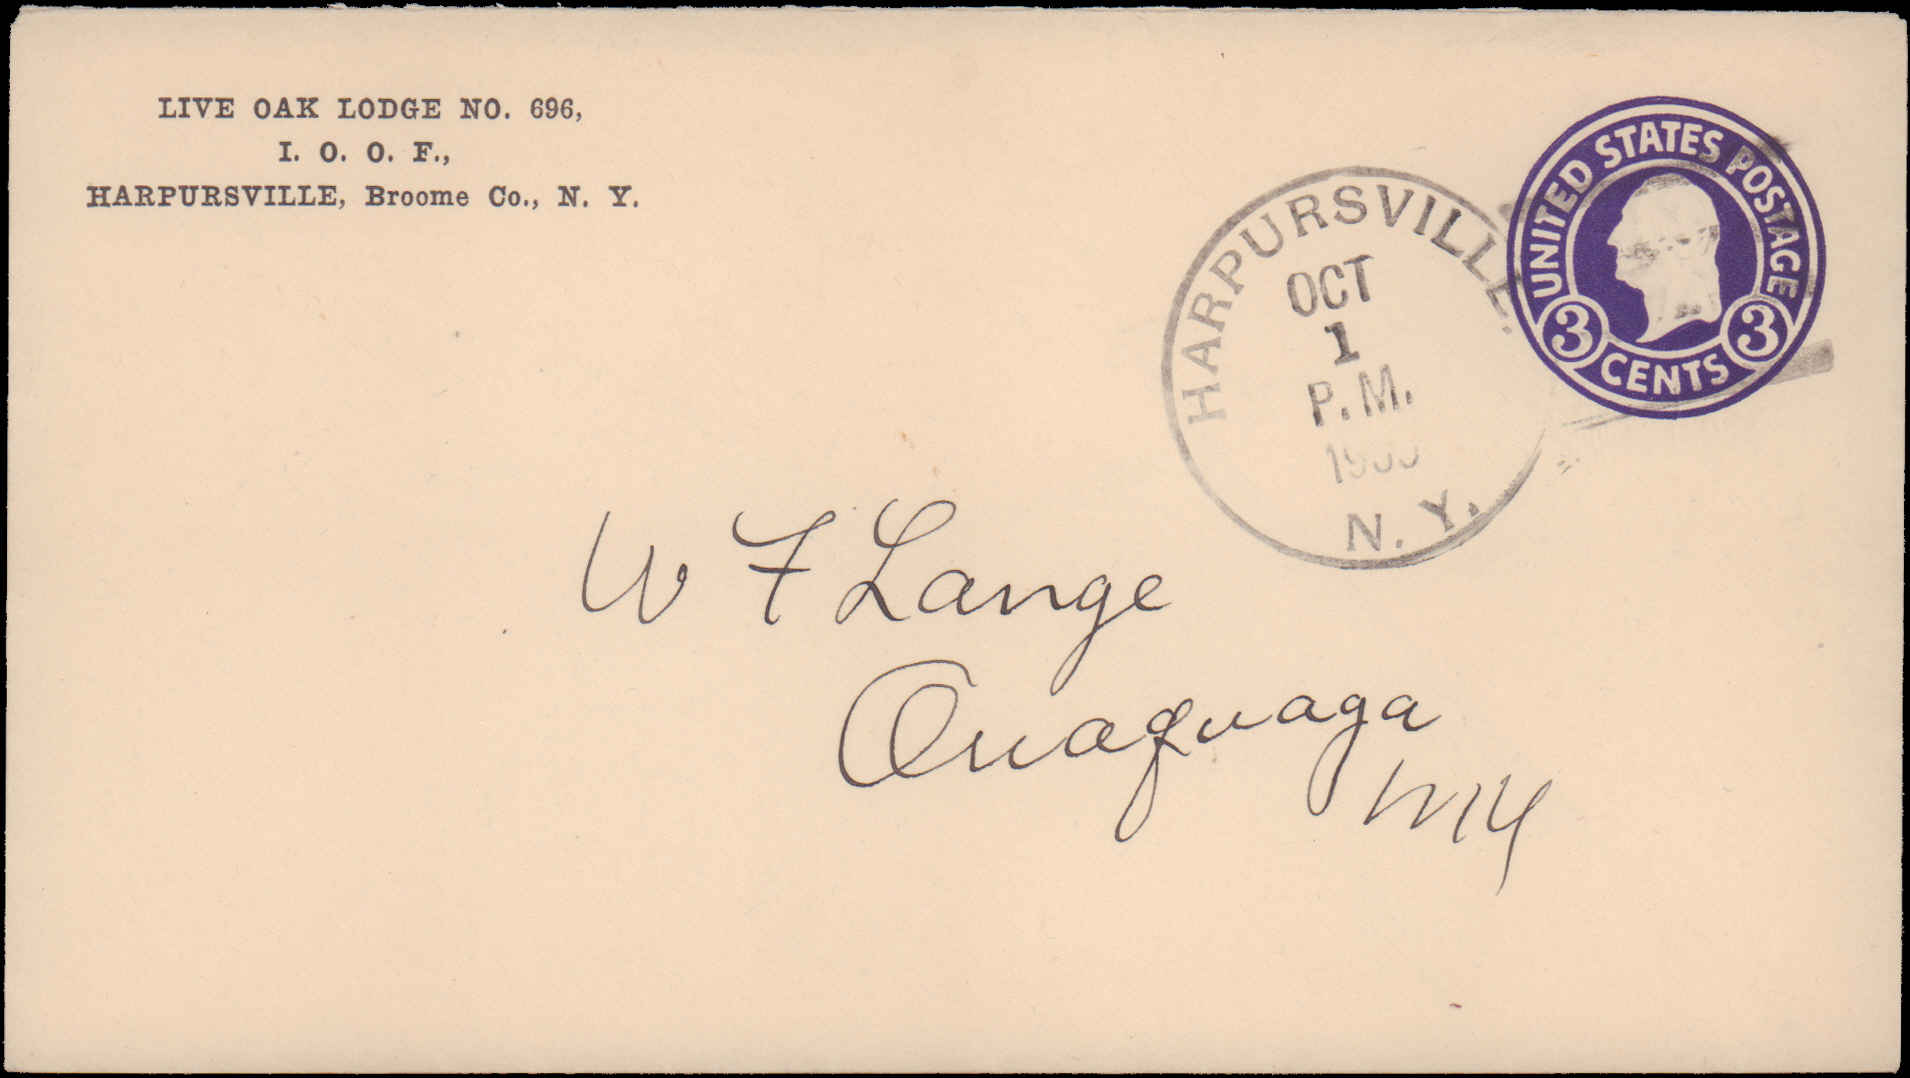 LIVE OAK LODGE NO. 696,
I. O. O. F.,
HARPURSVILLE, Broome Co., N. Y.
UNITED STATES POSTAGE
3 CENTS 3
HARPURSVILLE.
OCT
1
P.M.
N. Y.
W F Lange
Ouaquaga
NY